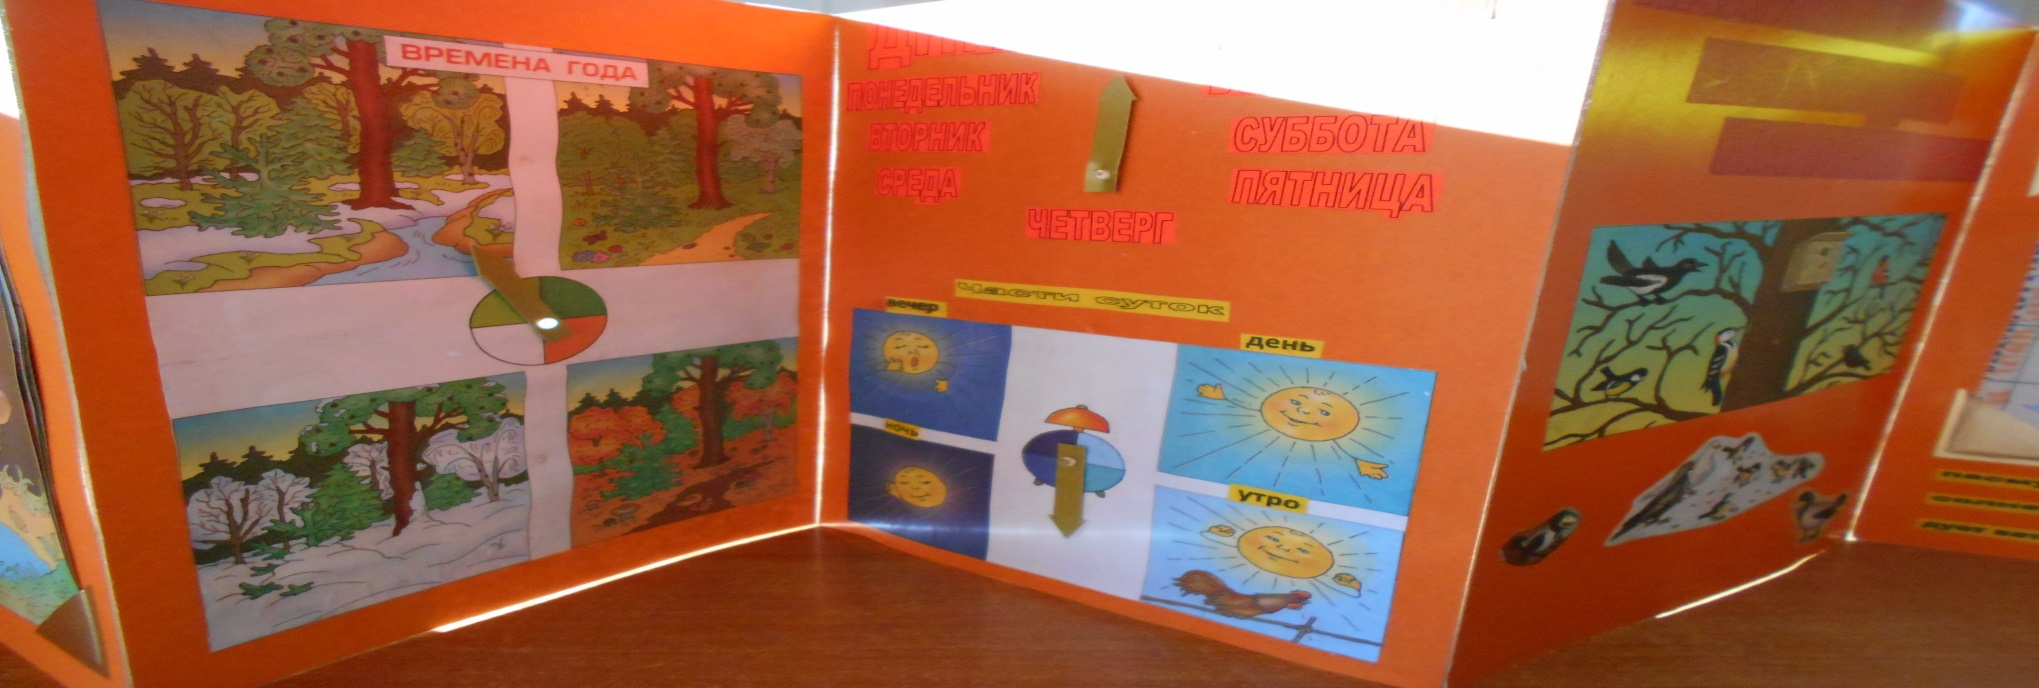 ВРЕМЕНА ГОДА
ПОНЕДЕЛЬНИК
ВТОРНИК
СРЕДА
ЧЕТВЕРГ
СУББОТА
ПЯТНИЦА
части суток
вечер
день
ночь
утро